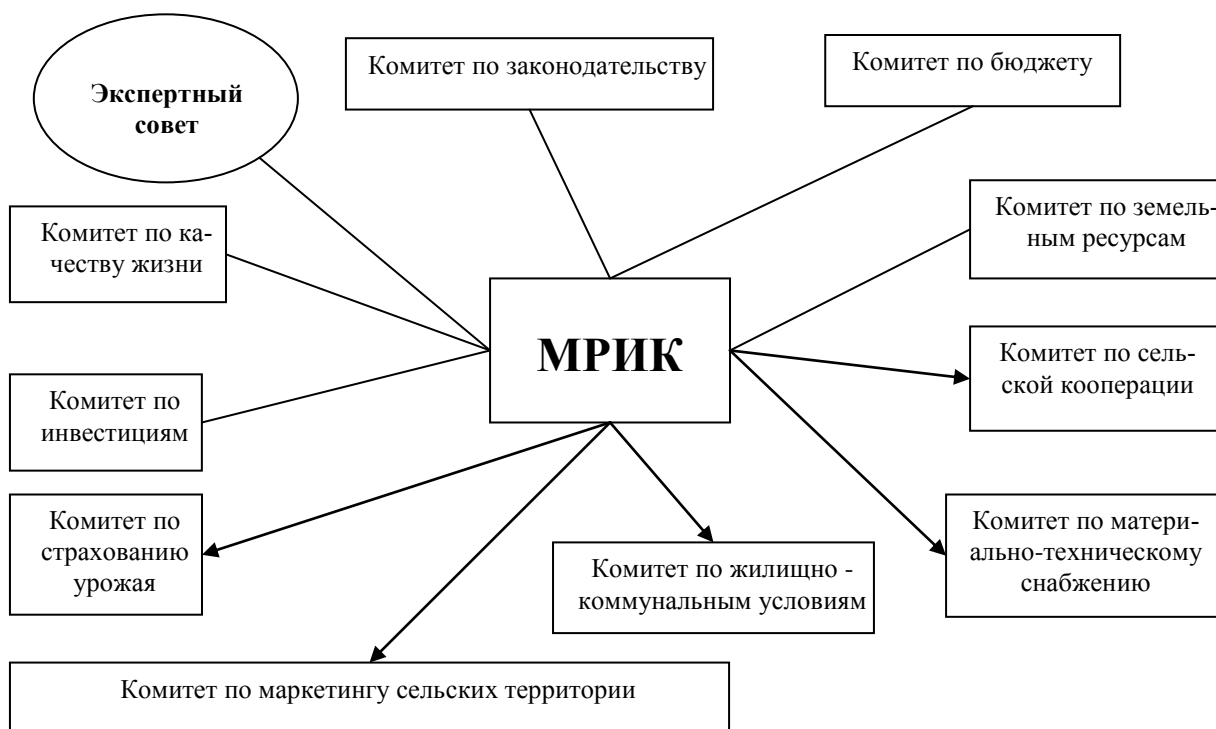 Экспертный
совет
Комитет по законодательству
Комитет по бюджету
Комитет по ка-
честву жизни
Комитет по земель-
ным ресурсам
МРИК
Комитет по сель-
ской кооперации
Комитет по
инвестициям
Комитет по
страхованию
урожая
Комитет по жилищно -
коммунальным условиям
Комитет по матери-
ально-техническому
снабжению
Комитет по маркетингу сельских территории